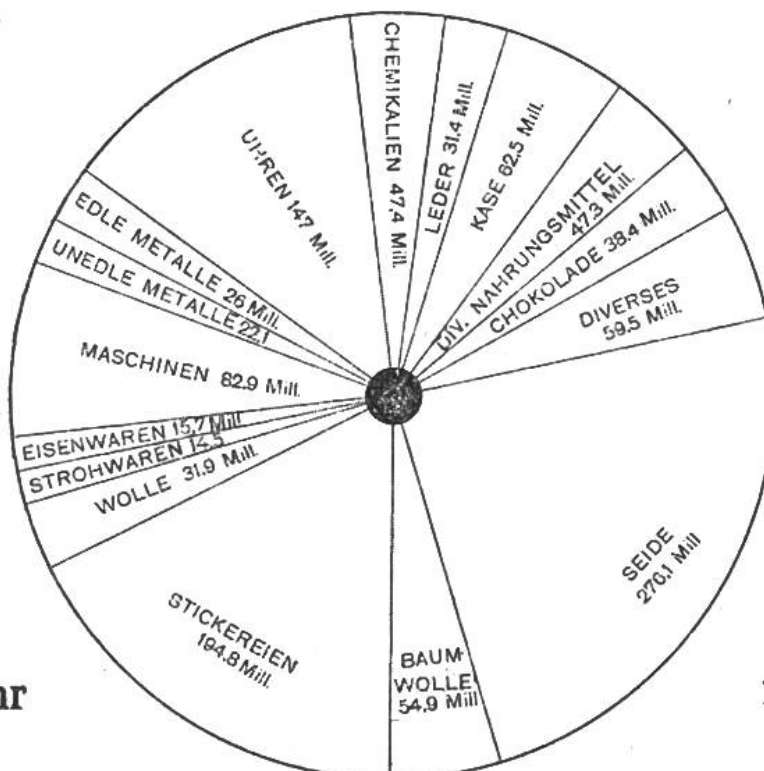 CHEMIKALIEN 47,4 Mill.
LEDER 31.4 Mill.
KASE 62.5 Mill.
DIV. NAHRUNGSMITTEL
47.3 Mill.
CHOKOLADE 38.4 Mill.
DIVERSES
59.5 Mill.
SEIDE
270,1 Mill
BAUM-
WOLLE
54,9 Mill
STICKEREIEN
194.8 Mill.
WOLLE 31.9 Mill.
STROHWAREN 14,5
EISENWAREN 15,7 Mill
MASCHINEN 82.9 Mill.
UNEDLE METALLE 22,1
EDLE METALLE 26 Mill.
UHREN 147 Mill.
hr